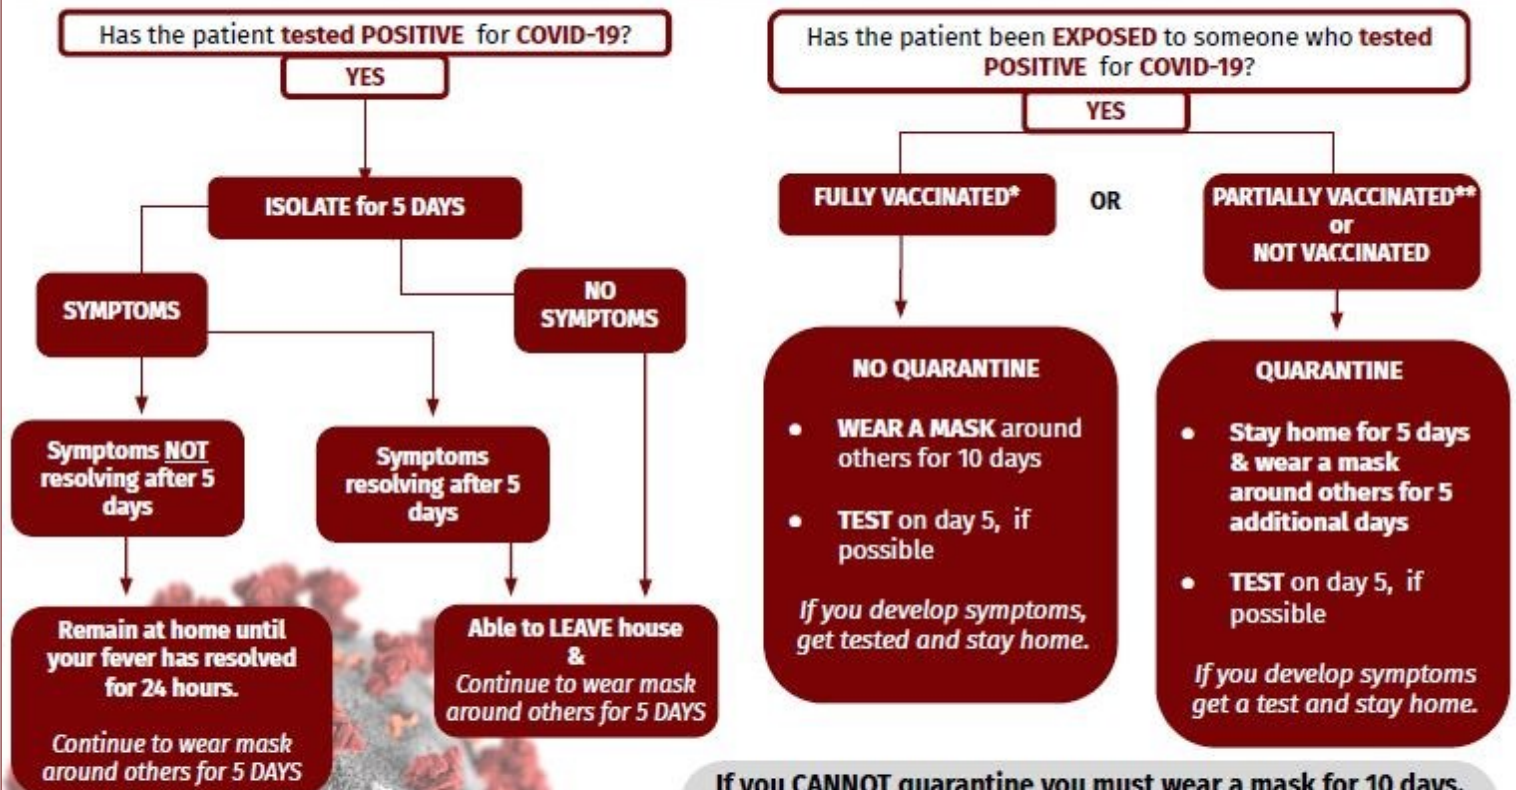 Has the patient tested POSITIVE for COVID-19?
YES
ISOLATE for 5 DAYS
SYMPTOMS
NO
SYMPTOMS
Symptoms NOT
resolving after 5
days
Symptoms
resolving after 5
days
Remain at home until
your fever has resolved
for 24 hours.
Continue to wear mask
around others for 5 DAYS
Able to LEAVE house
&
Continue to wear mask
around others for 5 DAYS
Has the patient been EXPOSED to someone who tested
POSITIVE for COVID-19?
YES
FULLY VACCINATED*
OR
PARTIALLY VACCINATED**
or
NOT VACCINATED
NO QUARANTINE
• WEAR A MASK around
others for 10 days
• TEST on day 5, if
possible
If you develop symptoms,
get tested and stay home.
QUARANTINE
• Stay home for 5 days
& wear a mask
around others for 5
additional days
• TEST on day 5, if
possible
If you develop symptoms
get a test and stay home.
If you CANNOT quarantine you must wear a mask for 10 days.